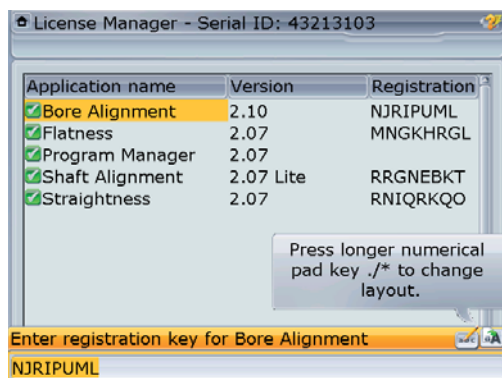 License Manager - Serial ID: 43213103
Application name Version Registration
Bore Alignment 2.10 NJRIPUML
Flatness 2.07 MNGKHRGL
Program Manager 2.07
Shaft Alignment 2.07 Lite RRGNEBKT
Straightness 2.07 RNIQRKQO
Press longer numerical
pad key ./* to change
layout.
Enter registration key for Bore Alignment
NJRIPUML